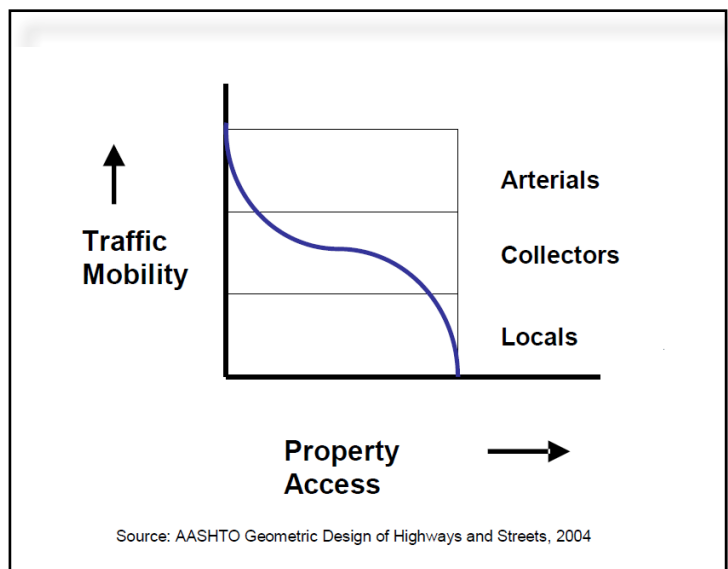 Arterials
Traffic
Mobility
Collectors
Locals
Property
Access
Source: AASHTO Geometric Design of Highways and Streets, 2004